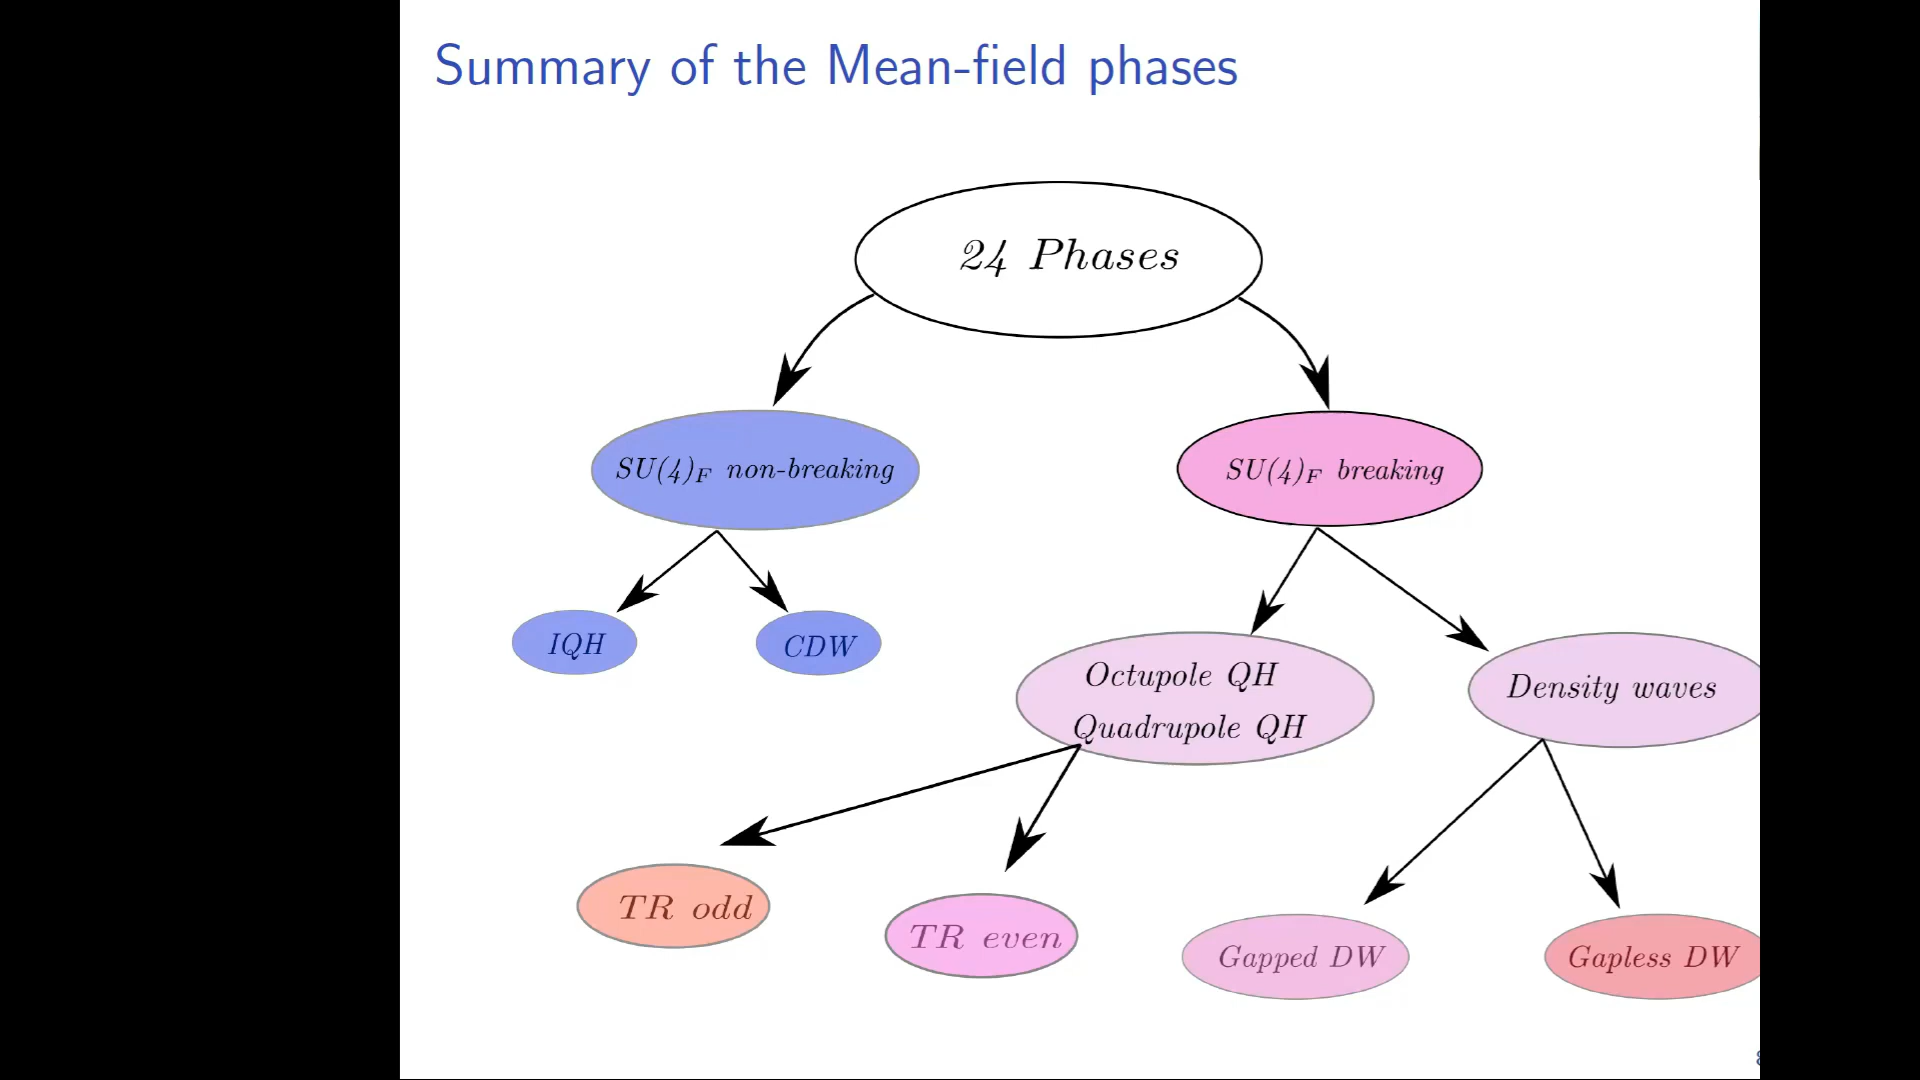 Summary of the Mean-field phases
24 Phases
SU(4)F non-breaking
SU(4)F breaking
IQH
CDW
Octupole QH
Quadrupole QH
Density waves
TR odd
TR even
Gapped DW
Gapless DW